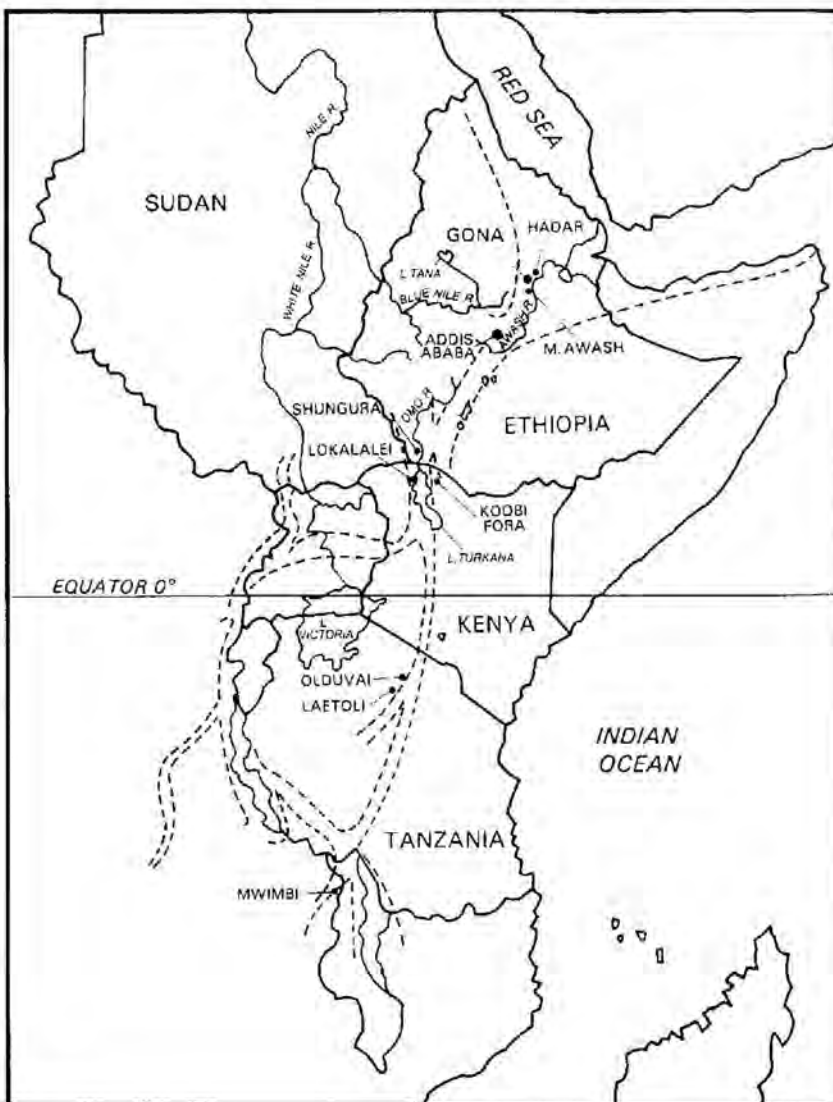 RED SEA
NILE R.
SUDAN
GONA
HADAR
WHITE NILE R.
L.TANA
BLUE NILE R.
AWASH R.
ADDIS
ABABA
M.AWASH
SHUNGURA
OMO R.
ETHIOPIA
LOKALALEI
KOOBI
FORA
L.TURKANA
EQUATOR 0°
KENYA
L.
VICTORIA
OLDUVAI
LAETOLI
INDIAN
OCEAN
TANZANIA
MWIMBI